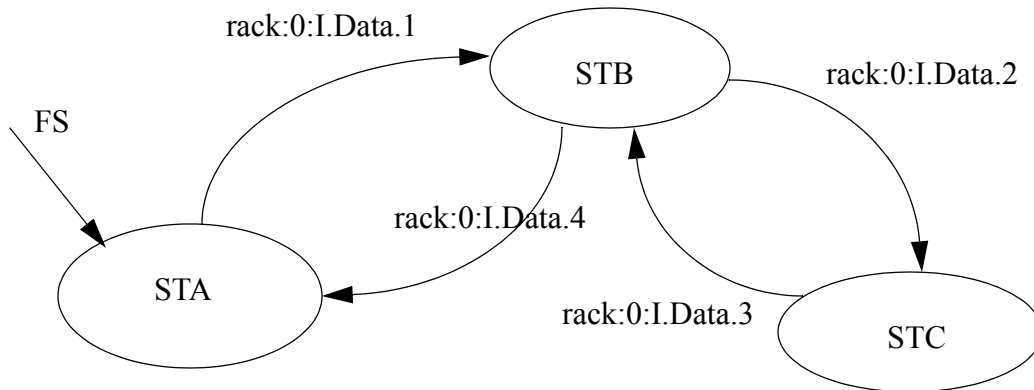 rack:0:I.Data.1
STB
rack:0:I.Data.2
FS
rack:0:I.Data.4
STA
rack:0:I.Data.3
STC